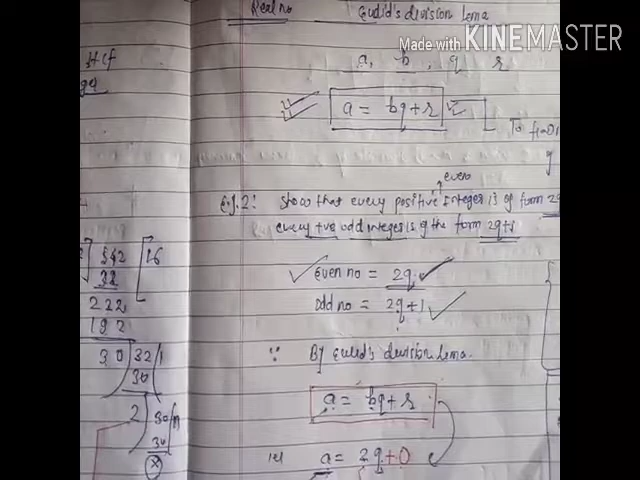 Real no Euclid's division lema
Made with KINEMASTER
Hcf
a, b, q r
a = bq + r
To find
E.g.2: Show that every positive even Integer is of form 2q
every +ve odd integer is of the form 2q+1
542 16
32
222
192
Even no = 2q
Odd no = 2q+1
30 32 1
30
∵ By Euclid's division lema.
2 30
30
a = bq + r
a = 2q + 0